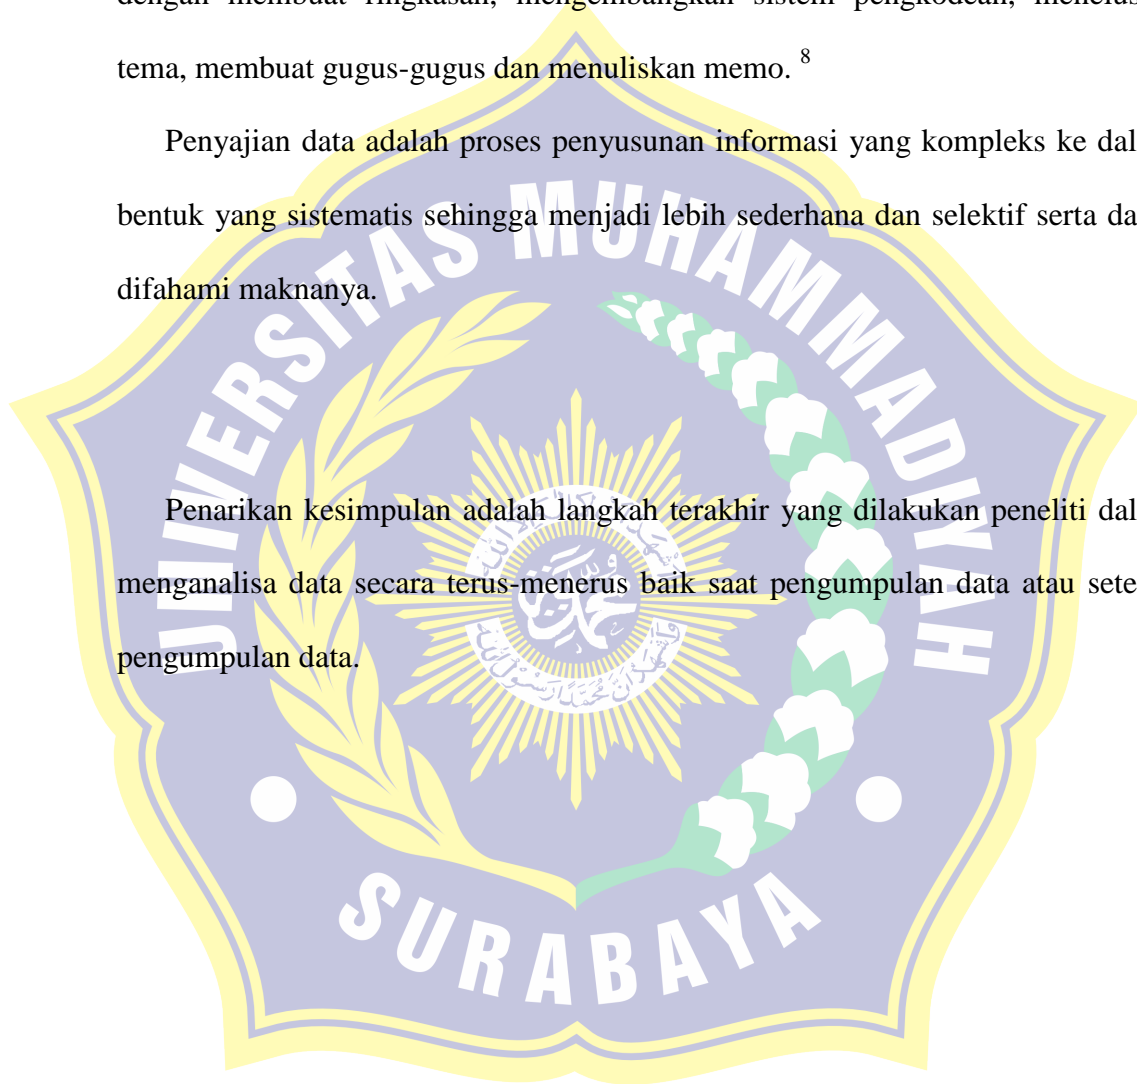 dengan membuat ringkasan, mengembangkan sistem pengkodean, menelus
tema, membuat gugus-gugus dan menuliskan memo. 8
Penyajian data adalah proses penyusunan informasi yang kompleks ke dal
bentuk yang sistematis sehingga menjadi lebih sederhana dan selektif serta da
difahami maknanya.
Penarikan kesimpulan adalah langkah terakhir yang dilakukan peneliti dal
menganalisa data secara terus-menerus baik saat pengumpulan data atau sete
pengumpulan data.
UNIVERSITAS MUHAMMADIYAH
SURABAYA